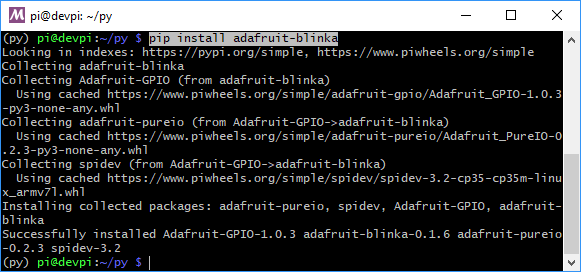 pi@devpi: ~/py
(py) pi@devpi:~/py $ pip install adafruit-blinka
Looking in indexes: https://pypi.org/simple, https://www.piwheels.org/simple
Collecting adafruit-blinka
Collecting Adafruit-GPIO (from adafruit-blinka)
  Using cached https://www.piwheels.org/simple/adafruit-gpio/Adafruit_GPIO-1.0.3
-py3-none-any.whl
Collecting adafruit-pureio (from Adafruit-GPIO->adafruit-blinka)
  Using cached https://www.piwheels.org/simple/adafruit-pureio/Adafruit_PureIO-0
.2.3-py3-none-any.whl
Collecting spidev (from Adafruit-GPIO->adafruit-blinka)
  Using cached https://www.piwheels.org/simple/spidev/spidev-3.2-cp35-cp35m-linu
x_armv7l.whl
Installing collected packages: adafruit-pureio, spidev, Adafruit-GPIO, adafruit-
blinka
Successfully installed Adafruit-GPIO-1.0.3 adafruit-blinka-0.1.6 adafruit-pureio
-0.2.3 spidev-3.2
(py) pi@devpi:~/py $